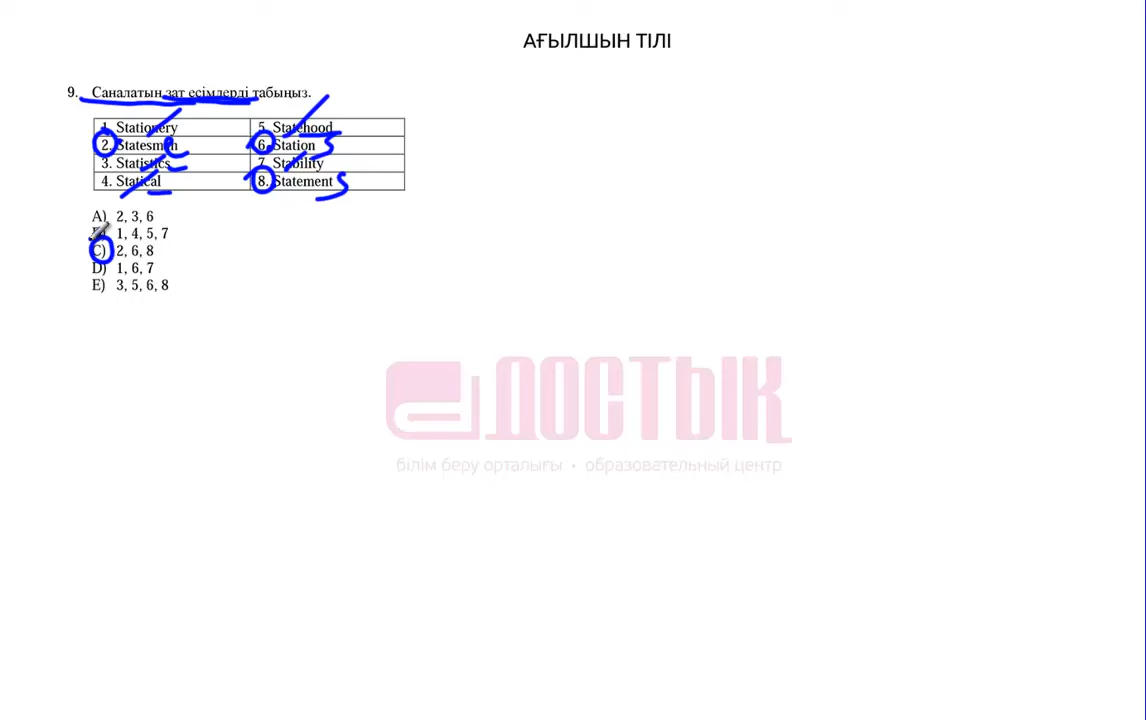 АҒЫЛШЫН ТІЛІ
9. Саналатын зат есімдерді табыңыз.
1. Stationery 5. Statehood
2. Statesman e 6. Station s
3. Statistics 7. Stability
4. Statical 8. Statement s
A) 2, 3, 6
1, 4, 5, 7
C) 2, 6, 8
D) 1, 6, 7
E) 3, 5, 6, 8
ДОСТЫҚ
білім беру орталығы • образовательный центр